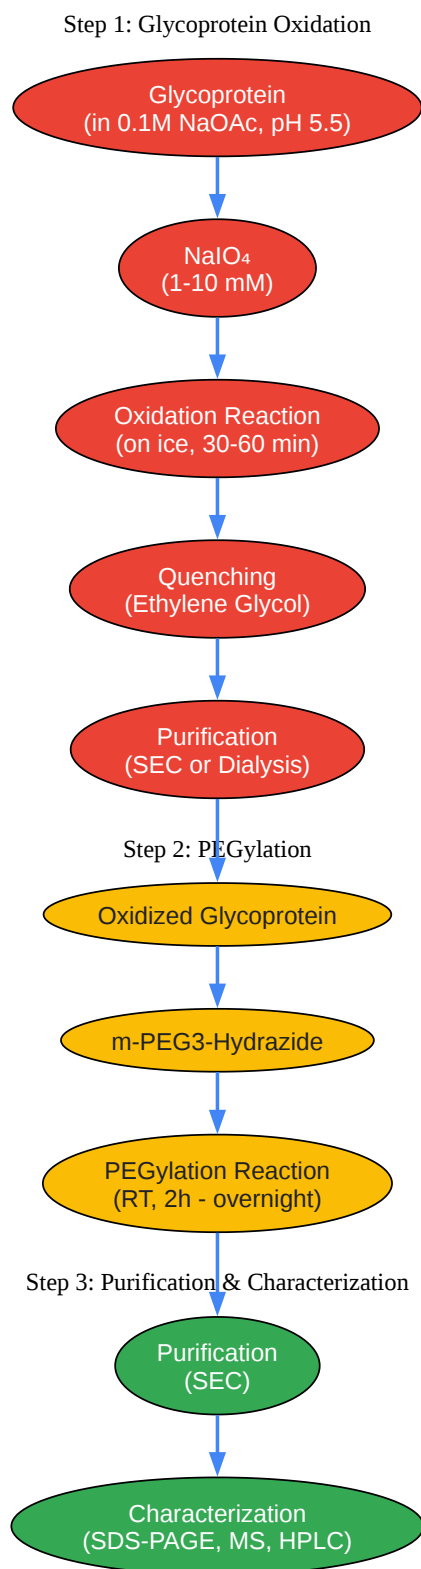 Step 1: Glycoprotein Oxidation
Glycoprotein
(in 0.1M NaOAc, pH 5.5)
NaIO₄
(1-10 mM)
Oxidation Reaction
(on ice, 30-60 min)
Quenching
(Ethylene Glycol)
Purification
(SEC or Dialysis)
Step 2: PEGylation
Oxidized Glycoprotein
m-PEG3-Hydrazide
PEGylation Reaction
(RT, 2h - overnight)
Step 3: Purification & Characterization
Purification
(SEC)
Characterization
(SDS-PAGE, MS, HPLC)